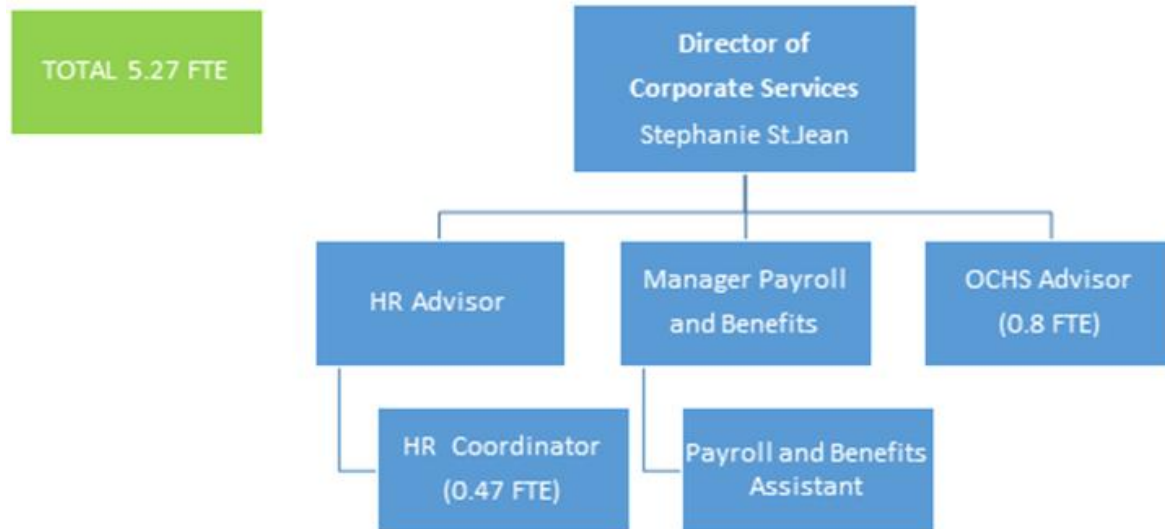 TOTAL 5.27 FTE
Director of
Corporate Services
Stephanie St.Jean
HR Advisor
Manager Payroll
and Benefits
OCHS Advisor
(0.8 FTE)
HR Coordinator
(0.47 FTE)
Payroll and Benefits
Assistant